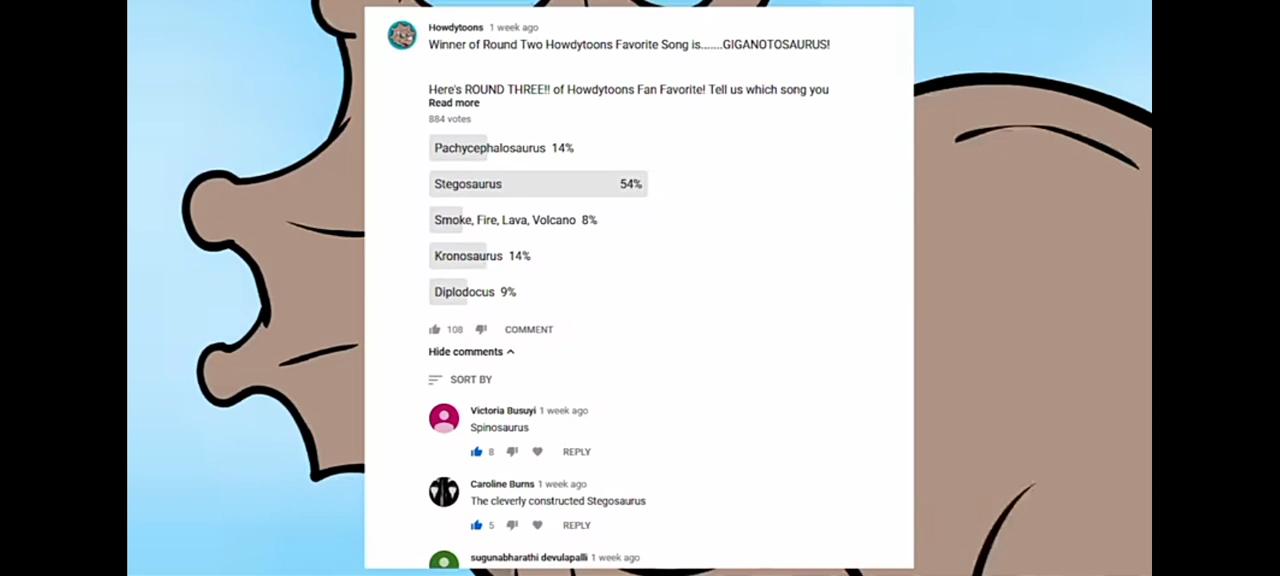 Howdytoons 1 week ago
Winner of Round Two Howdytoons Favorite Song is.......GIGANOTOSAURUS!
Here's ROUND THREE!! of Howdytoons Fan Favorite! Tell us which song you
Read more
884 votes
Pachycephalosaurus 14%
Stegosaurus 54%
Smoke, Fire, Lava, Volcano 8%
Kronosaurus 14%
Diplodocus 9%
108 COMMENT
Hide comments
SORT BY
Victoria Busuyi 1 week ago
Spinosaurus
8 REPLY
Caroline Burns 1 week ago
The cleverly constructed Stegosaurus
5 REPLY
sugunabharathi devulapalli 1 week ago